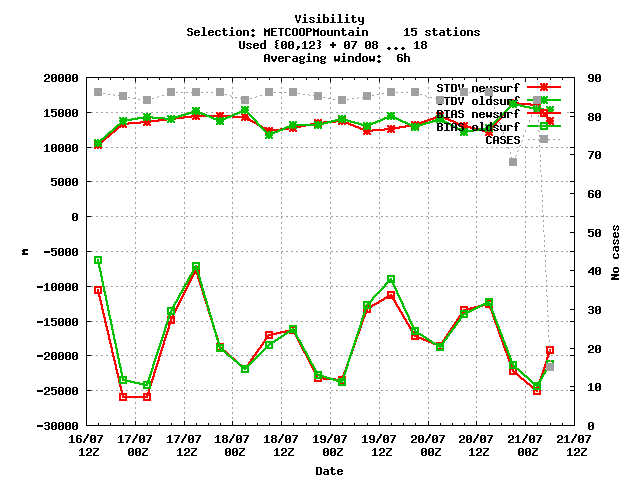 Visibility
Selection: METCOOPMountain     15 stations
Used {00,12} + 07 08 ... 18
Averaging window:  6h
20000
15000
10000
5000
0
-5000
-10000
-15000
-20000
-25000
-30000
m
90
80
70
60
50
40
30
20
10
0
No cases
STDV newsurf
STDV oldsurf
BIAS newsurf
BIAS oldsurf
CASES
16/07 17/07 17/07 18/07 18/07 19/07 19/07 20/07 20/07 21/07 21/07
12Z 00Z 12Z 00Z 12Z 00Z 12Z 00Z 12Z 00Z 12Z
Date